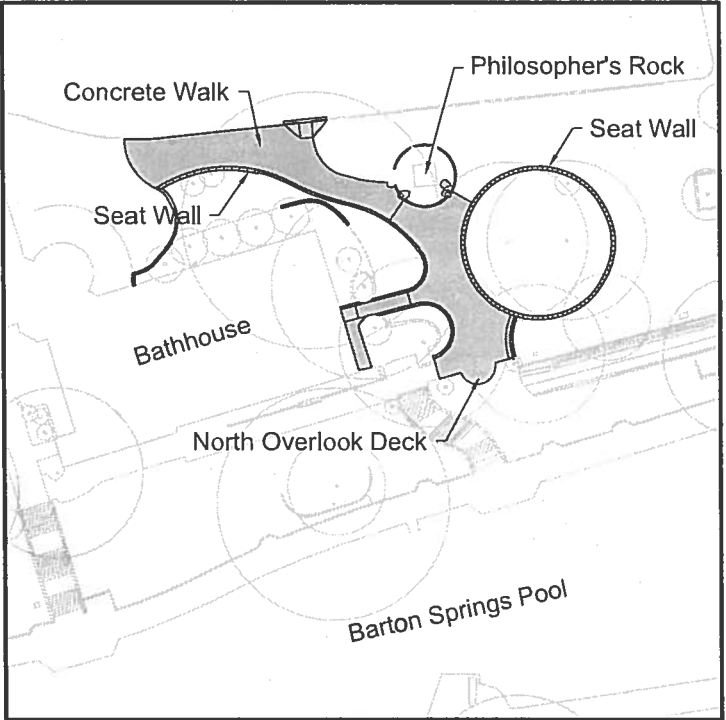 Philosopher's Rock
Concrete Walk
Seat Wall
Seat Wall
Bathhouse
North Overlook Deck
Barton Springs Pool